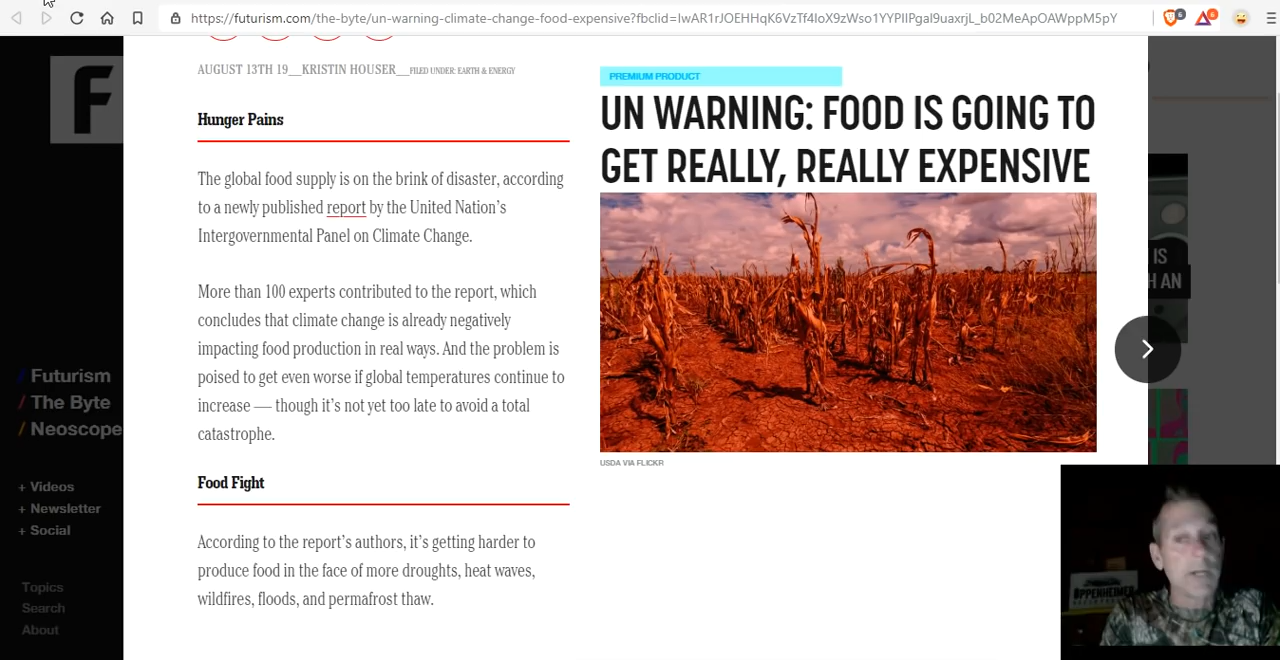 https://futurism.com/the-byte/un-warning-climate-change-food-expensive?fbclid=IwAR1rJOEHHqK6VzTf4IoX9zWso1YYPIlPgal9uaxrjL_b02MeApOAWppM5pY
6
6
F
AUGUST 13TH 19__KRISTIN HOUSER__FILED UNDER: EARTH & ENERGY
Hunger Pains
The global food supply is on the brink of disaster, according
to a newly published report by the United Nation's
Intergovernmental Panel on Climate Change.
More than 100 experts contributed to the report, which
concludes that climate change is already negatively
impacting food production in real ways. And the problem is
poised to get even worse if global temperatures continue to
increase — though it's not yet too late to avoid a total
catastrophe.
Food Fight
According to the report's authors, it's getting harder to
produce food in the face of more droughts, heat waves,
wildfires, floods, and permafrost thaw.
PREMIUM PRODUCT
UN WARNING: FOOD IS GOING TO
GET REALLY, REALLY EXPENSIVE
USDA VIA FLICKR
/ Futurism
/ The Byte
/ Neoscope
+ Videos
+ Newsletter
+ Social
Topics
Search
About
IS
H AN
OPPENHEIMER